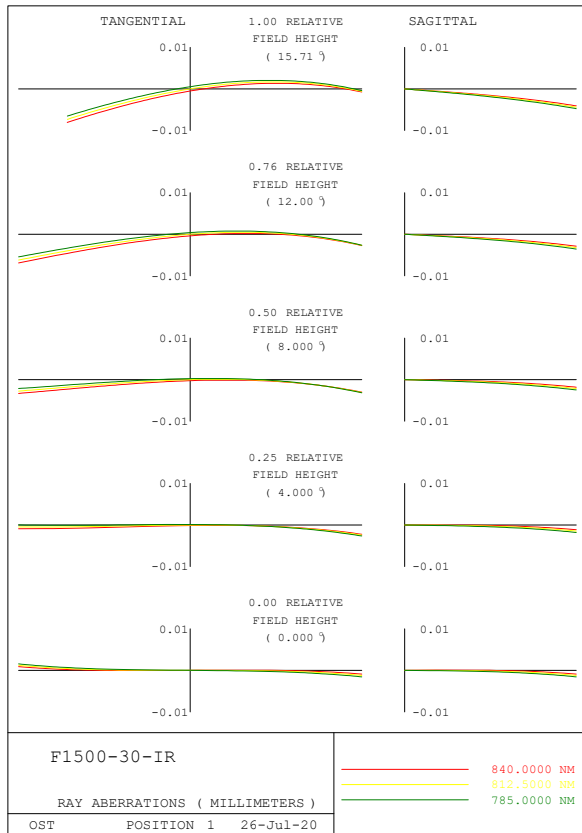 TANGENTIAL 1.00 RELATIVE SAGITTAL
FIELD HEIGHT
( 15.71 º)
0.01 0.01
-0.01 -0.01
0.76 RELATIVE
FIELD HEIGHT
( 12.00 º)
0.01 0.01
-0.01 -0.01
0.50 RELATIVE
FIELD HEIGHT
( 8.000 º)
0.01 0.01
-0.01 -0.01
0.25 RELATIVE
FIELD HEIGHT
( 4.000 º)
0.01 0.01
-0.01 -0.01
0.00 RELATIVE
FIELD HEIGHT
( 0.000 º)
0.01 0.01
-0.01 -0.01
F1500-30-IR
RAY ABERRATIONS ( MILLIMETERS )
OST POSITION 1 26-Jul-20
840.0000 NM
812.5000 NM
785.0000 NM